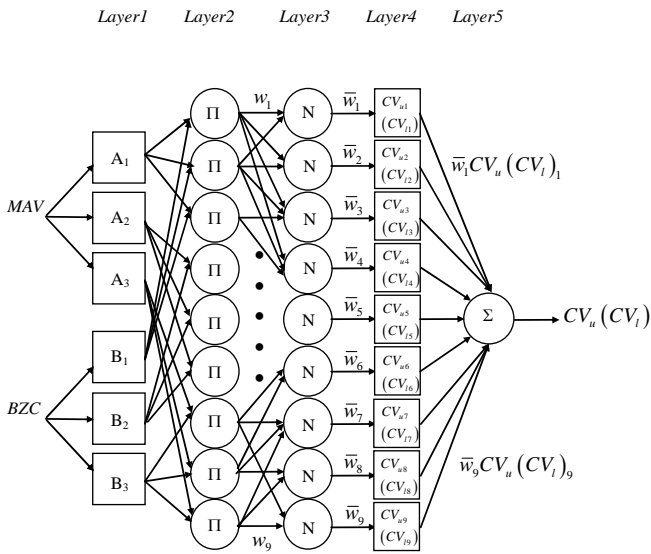 Layer1 Layer2 Layer3 Layer4 Layer5
MAV
BZC
A₁
A₂
A₃
B₁
B₂
B₃
Π
Π
Π
Π
Π
Π
Π
Π
Π
w₁
w₉
N
N
N
N
N
N
N
N
N
w̅₁
w̅₂
w̅₃
w̅₄
w̅₅
w̅₆
w̅₇
w̅₈
w̅₉
CVᵤ₁
(CVₗ₁)
CVᵤ₂
(CVₗ₂)
CVᵤ₃
(CVₗ₃)
CVᵤ₄
(CVₗ₄)
CVᵤ₅
(CVₗ₅)
CVᵤ₆
(CVₗ₆)
CVᵤ₇
(CVₗ₇)
CVᵤ₈
(CVₗ₈)
CVᵤ₉
(CVₗ₉)
w̅₁CVᵤ(CVₗ)₁
Σ
CVᵤ(CVₗ)
w̅₉CVᵤ(CVₗ)₉